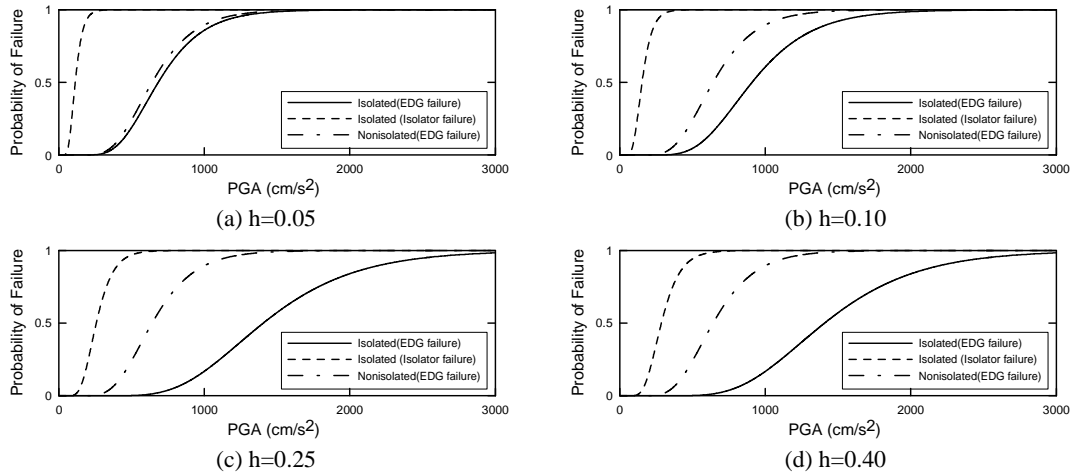 Probability of Failure
1
0.5
0
Isolated(EDG failure)
Isolated (Isolator failure)
Nonisolated(EDG failure)
0 1000 2000 3000
PGA (cm/s2)
(a) h=0.05
Probability of Failure
1
0.5
0
Isolated(EDG failure)
Isolated (Isolator failure)
Nonisolated(EDG failure)
0 1000 2000 3000
PGA (cm/s2)
(b) h=0.10
Probability of Failure
1
0.5
0
Isolated(EDG failure)
Isolated (Isolator failure)
Nonisolated(EDG failure)
0 1000 2000 3000
PGA (cm/s2)
(c) h=0.25
Probability of Failure
1
0.5
0
Isolated(EDG failure)
Isolated (Isolator failure)
Nonisolated(EDG failure)
0 1000 2000 3000
PGA (cm/s2)
(d) h=0.40